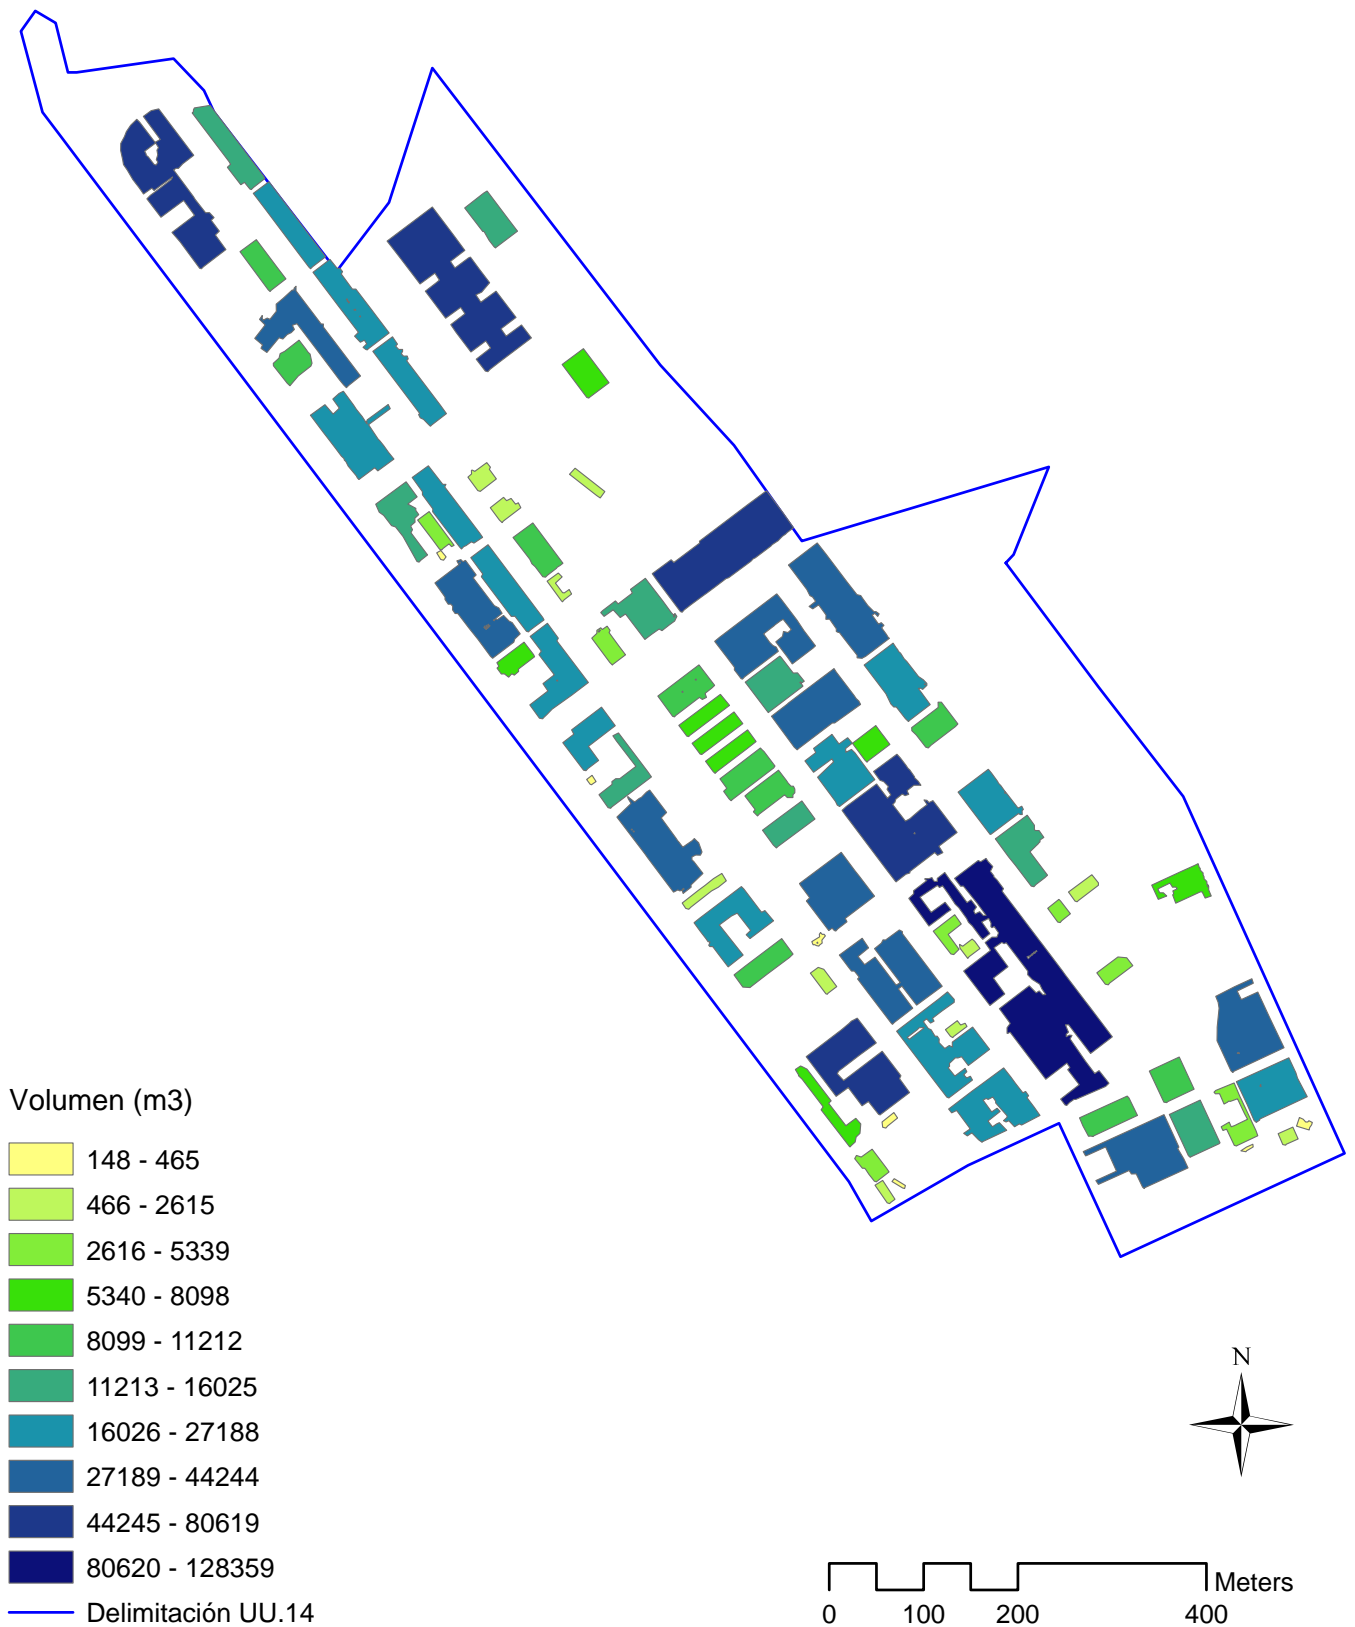 Volumen (m3)
148 - 465
466 - 2615
2616 - 5339
5340 - 8098
8099 - 11212
11213 - 16025
16026 - 27188
27189 - 44244
44245 - 80619
80620 - 128359
Delimitación UU.14
N
Meters
0 100 200 400